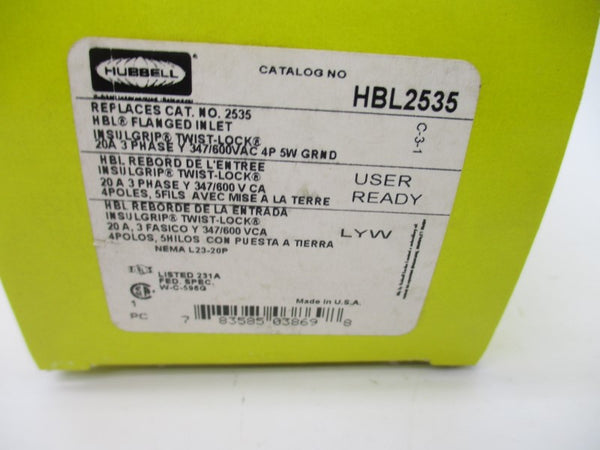 HUBBELL
CATALOG NO HBL2535
REPLACES CAT. NO. 2535
HBL® FLANGED INLET
INSULGRIP® TWIST-LOCK®
20A 3 PHASE Y 347/600VAC 4P 5W GRND
C-3-1
HBL REBORD DE L'ENTREE
INSULGRIP® TWIST-LOCK®
20 A 3 PHASE Y 347/600 V CA
4POLES, 5FILS AVEC MISE A LA TERRE
USER
READY
HBL REBORDE DE LA ENTRADA
INSULGRIP® TWIST-LOCK®
20 A, 3 FASICO Y 347/600 VCA
4POLOS, 5HILOS CON PUESTA A TIERRA
LYW
NEMA L23-20P
LISTED 231A
FED. SPEC.
W-C-596G
1
PC
Made in U.S.A.
7 83585 03869 8